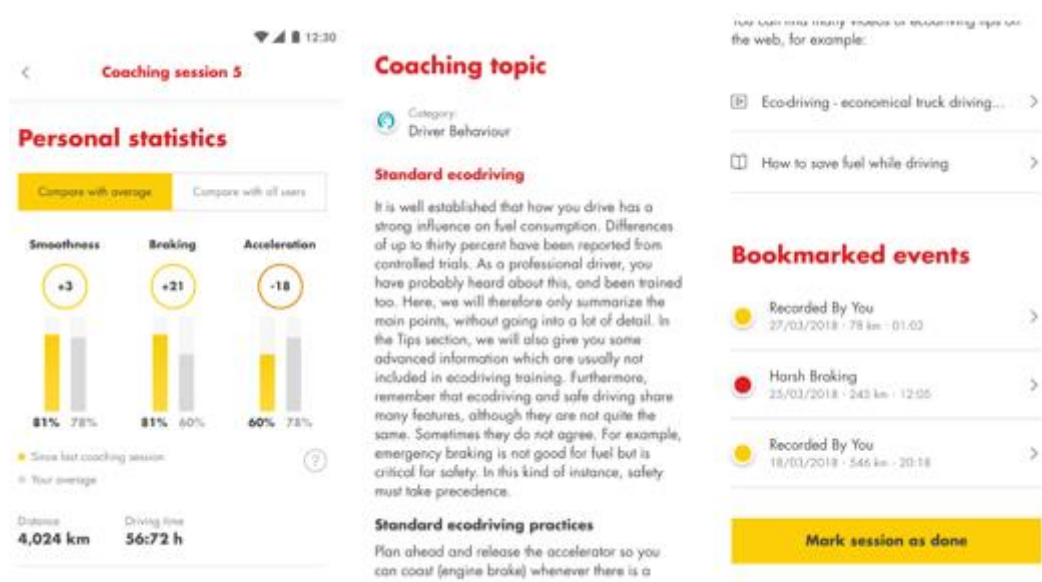 12:30
Coaching session 5
Personal statistics
Compare with average
Compare with all users
Smoothness
Braking
Acceleration
+3
+21
-18
81% 78%
81% 60%
60% 78%
Since last coaching session
Your average
?
Distance
Driving time
4,024 km
56:72 h
Coaching topic
Category
Driver Behaviour
Standard ecodriving
It is well established that how you drive has a
strong influence on fuel consumption. Differences
of up to thirty percent have been reported from
controlled trials. As a professional driver, you
have probably heard about this, and been trained
too. Here, we will therefore only summarize the
main points, without going into a lot of detail. In
the Tips section, we will also give you some
advanced information which are usually not
included in ecodriving training. Furthermore,
remember that ecodriving and safe driving share
many features, although they are not quite the
same. Sometimes they do not agree. For example,
emergency braking is not good for fuel but is
critical for safety. In this kind of instance, safety
must take precedence.
Standard ecodriving practices
Plan ahead and release the accelerator so you
can coast (engine brake) whenever there is a
You can find many videos of ecodriving tips on
the web, for example:
Eco-driving - economical truck driving...
How to save fuel while driving
Bookmarked events
Recorded By You
27/03/2018 · 78 km · 01:03
Harsh Braking
25/03/2018 · 245 km · 12:05
Recorded By You
18/03/2018 · 546 km · 20:18
Mark session as done